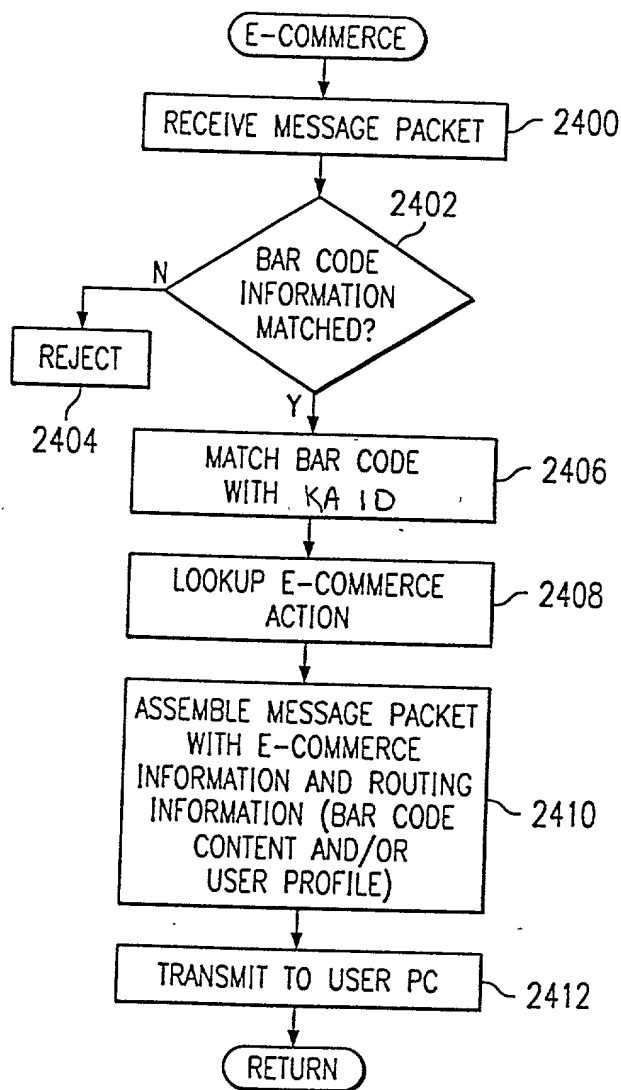 E-COMMERCE
RECEIVE MESSAGE PACKET
2400
2402
BAR CODE
INFORMATION
MATCHED?
N
REJECT
2404
Y
MATCH BAR CODE
WITH KA ID
2406
LOOKUP E-COMMERCE
ACTION
2408
ASSEMBLE MESSAGE PACKET
WITH E-COMMERCE
INFORMATION AND ROUTING
INFORMATION (BAR CODE
CONTENT AND/OR
USER PROFILE)
2410
TRANSMIT TO USER PC
2412
RETURN